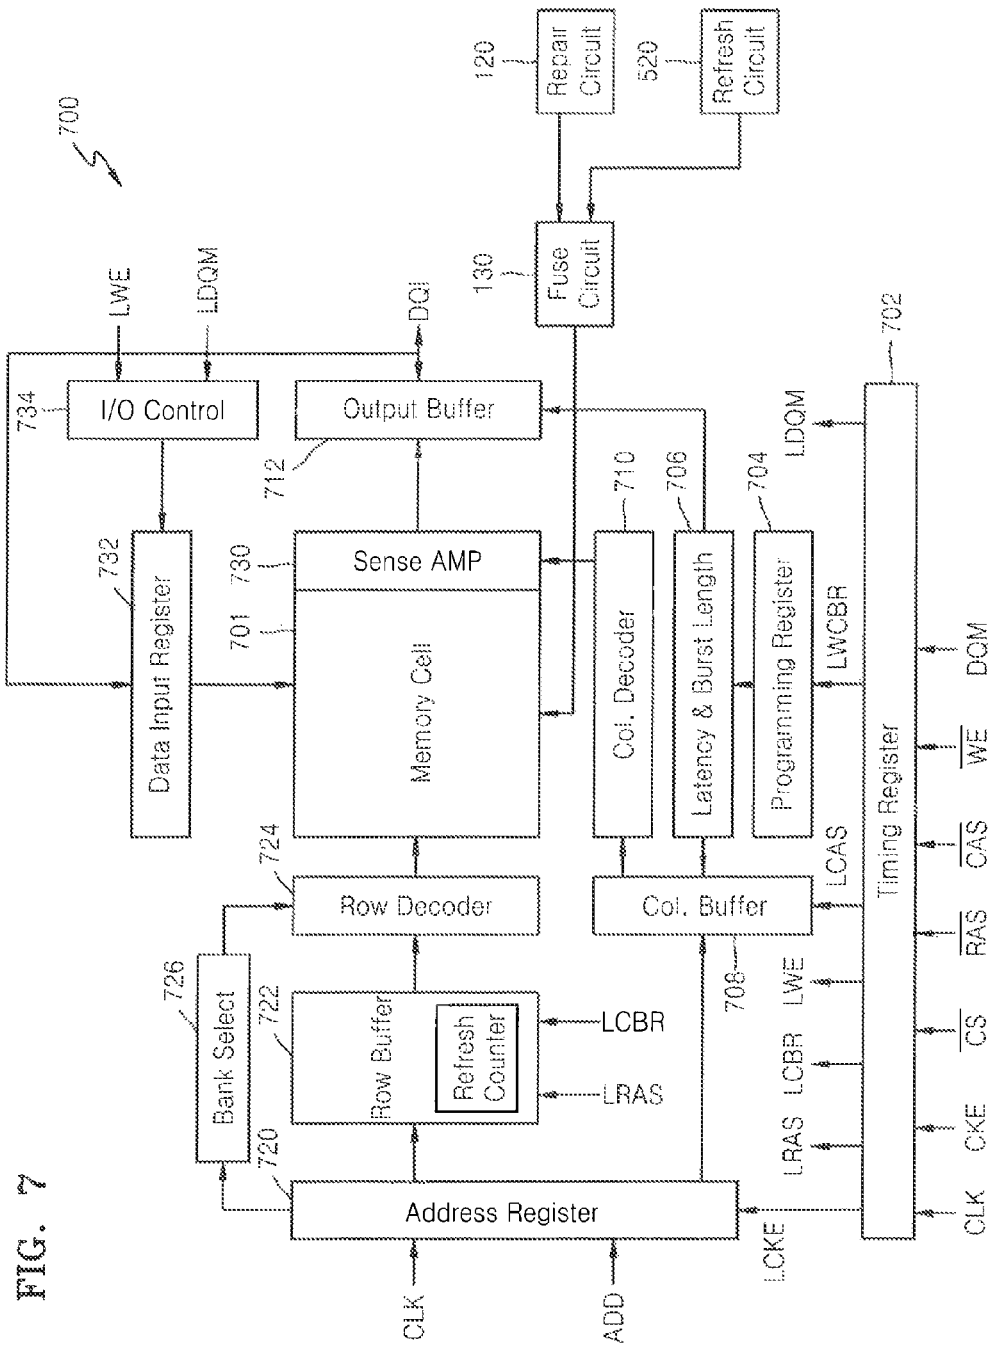 FIG. 7
700
LWE
LDQM
734
I/O Control
732
Data Input Register
DQI
712
Output Buffer
730
Sense AMP
701
Memory Cell
724
Row Decoder
726
Bank Select
722
Row Buffer
Refresh
Counter
LCBR
LRAS
720
Address Register
CLK
ADD
LCKE
120
Repair
Circuit
520
Refresh
Circuit
130
Fuse
Circuit
710
Col. Decoder
706
Latency & Burst Length
704
Programming Register
LWCBR
708
Col. Buffer
LCAS
702
Timing Register
LRAS
LCBR
LWE
LDQM
CLK
CKE
CS
RAS
CAS
WE
DQM